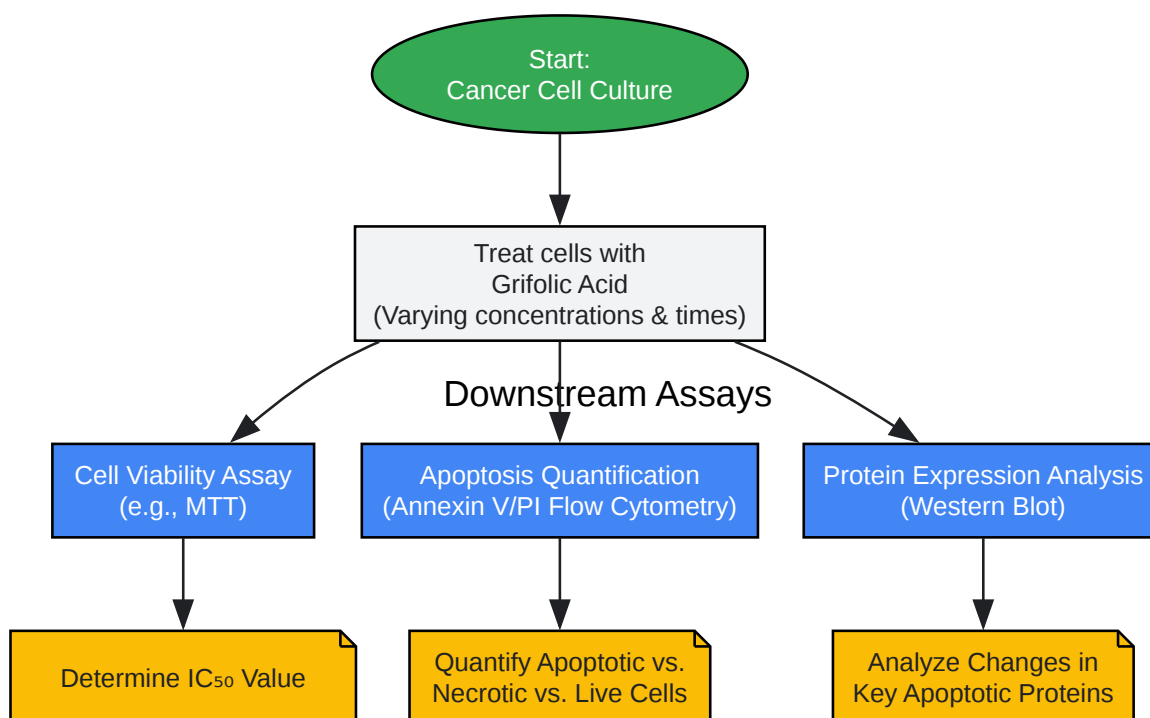 Start:
Cancer Cell Culture
Treat cells with
Grifolic Acid
(Varying concentrations & times)
Downstream Assays
Cell Viability Assay
(e.g., MTT)
Apoptosis Quantification
(Annexin V/PI Flow Cytometry)
Protein Expression Analysis
(Western Blot)
Determine IC₅₀ Value
Quantify Apoptotic vs.
Necrotic vs. Live Cells
Analyze Changes in
Key Apoptotic Proteins